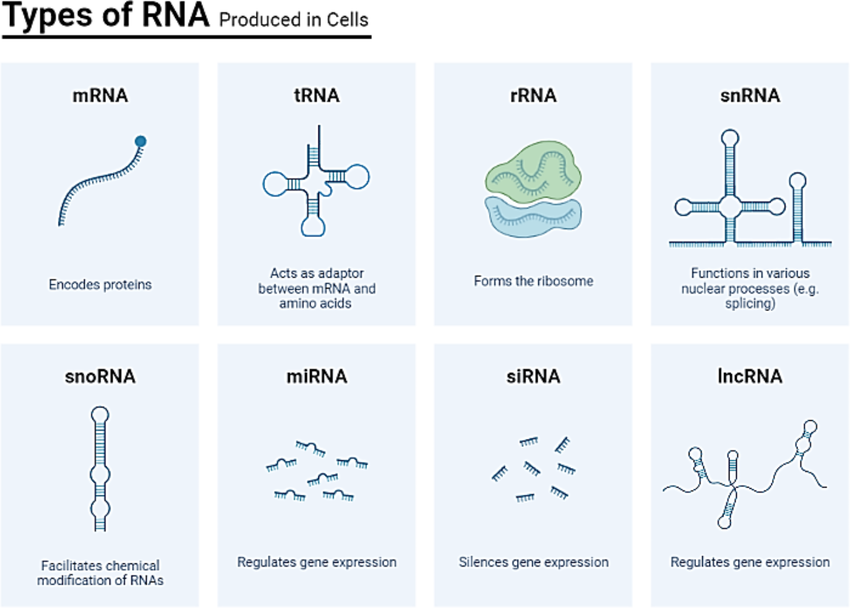 Types of RNA Produced in Cells
mRNA
Encodes proteins
tRNA
Acts as adaptor
between mRNA and
amino acids
rRNA
Forms the ribosome
snRNA
Functions in various
nuclear processes (e.g.
splicing)
snoRNA
Facilitates chemical
modification of RNAs
miRNA
Regulates gene expression
siRNA
Silences gene expression
lncRNA
Regulates gene expression